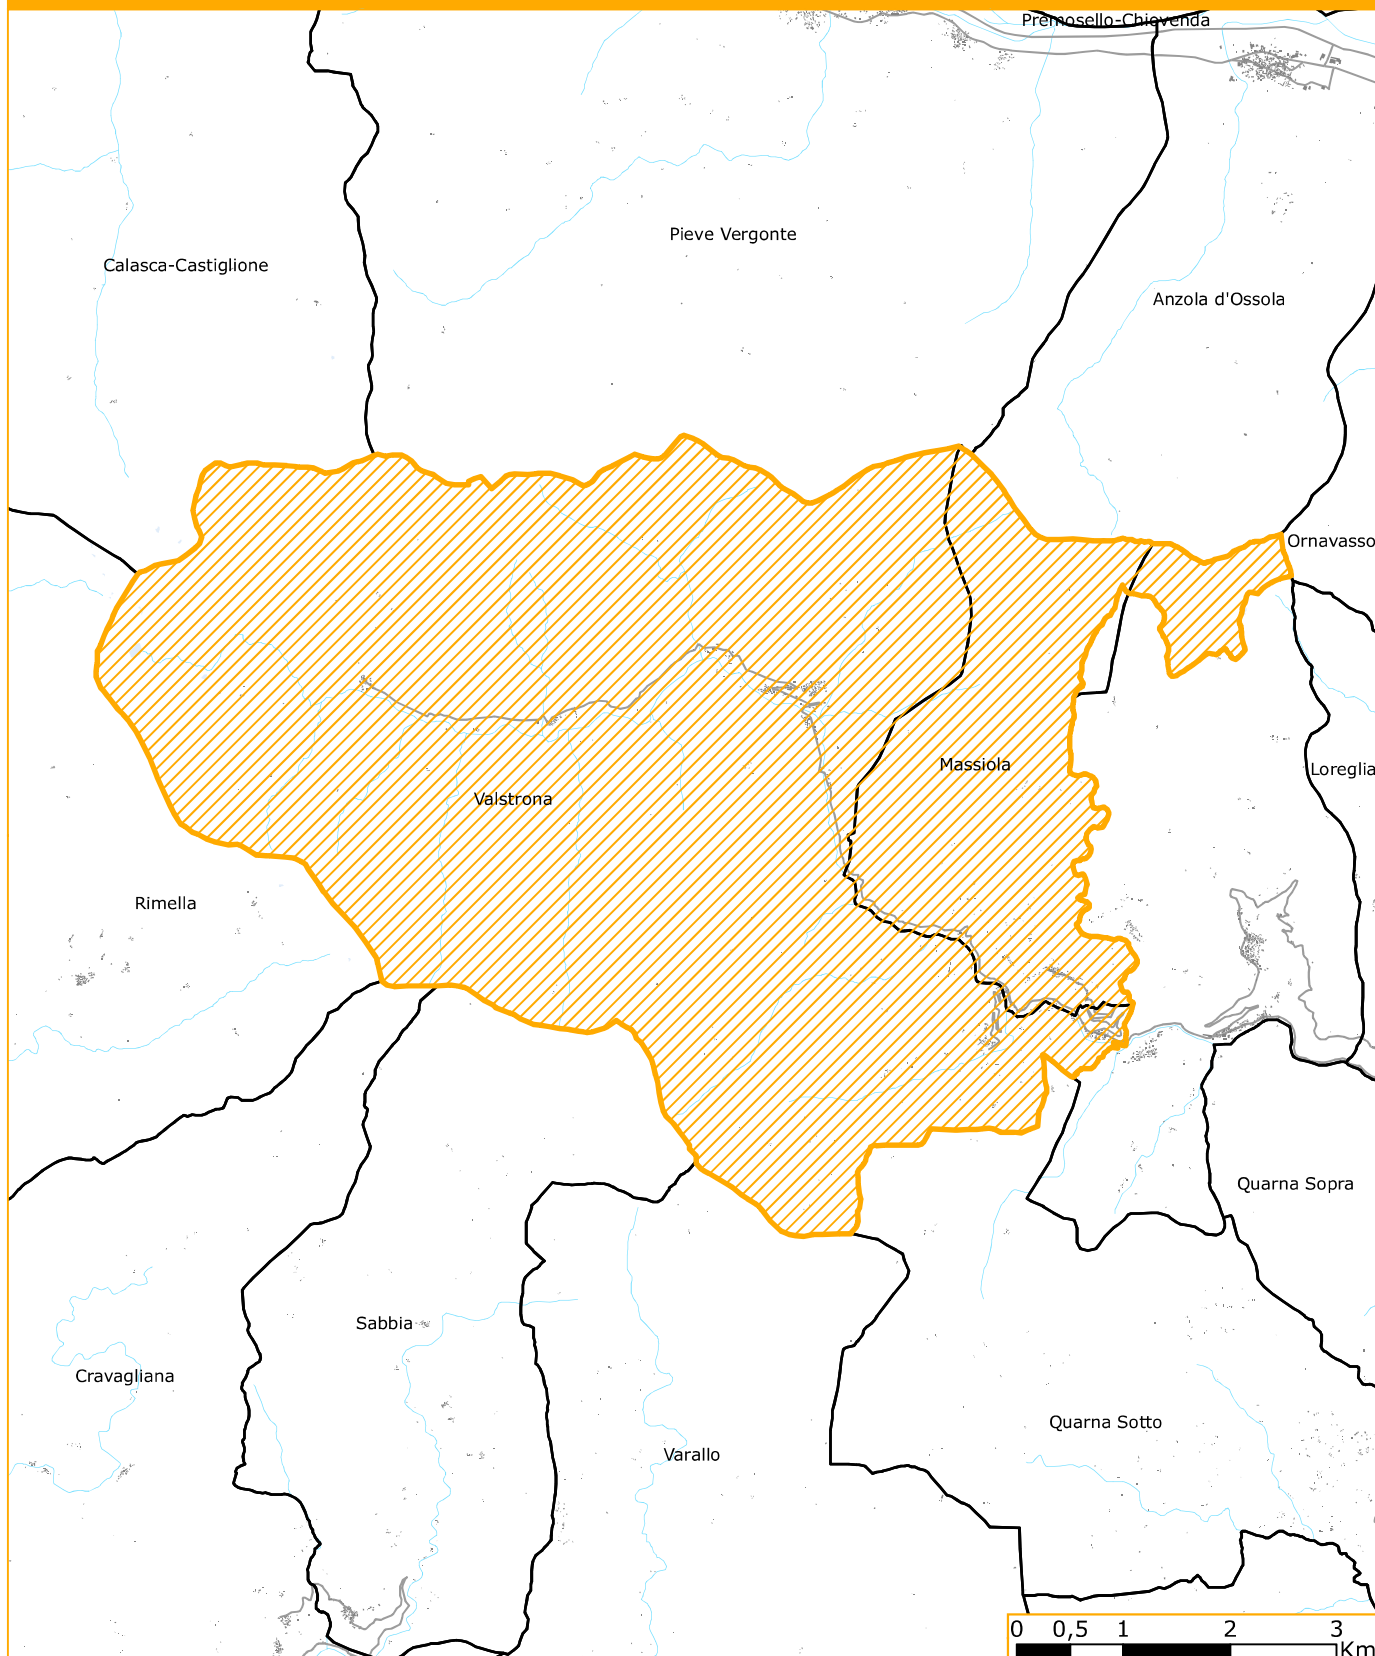 Premosello-Chiovenda
Pieve Vergonte
Calasca-Castiglione
Anzola d'Ossola
Ornavasso
Massiola
Loreglia
Valstrona
Rimella
Quarna Sopra
Sabbia
Cravagliana
Quarna Sotto
Varallo
0 0,5 1 2 3
Km